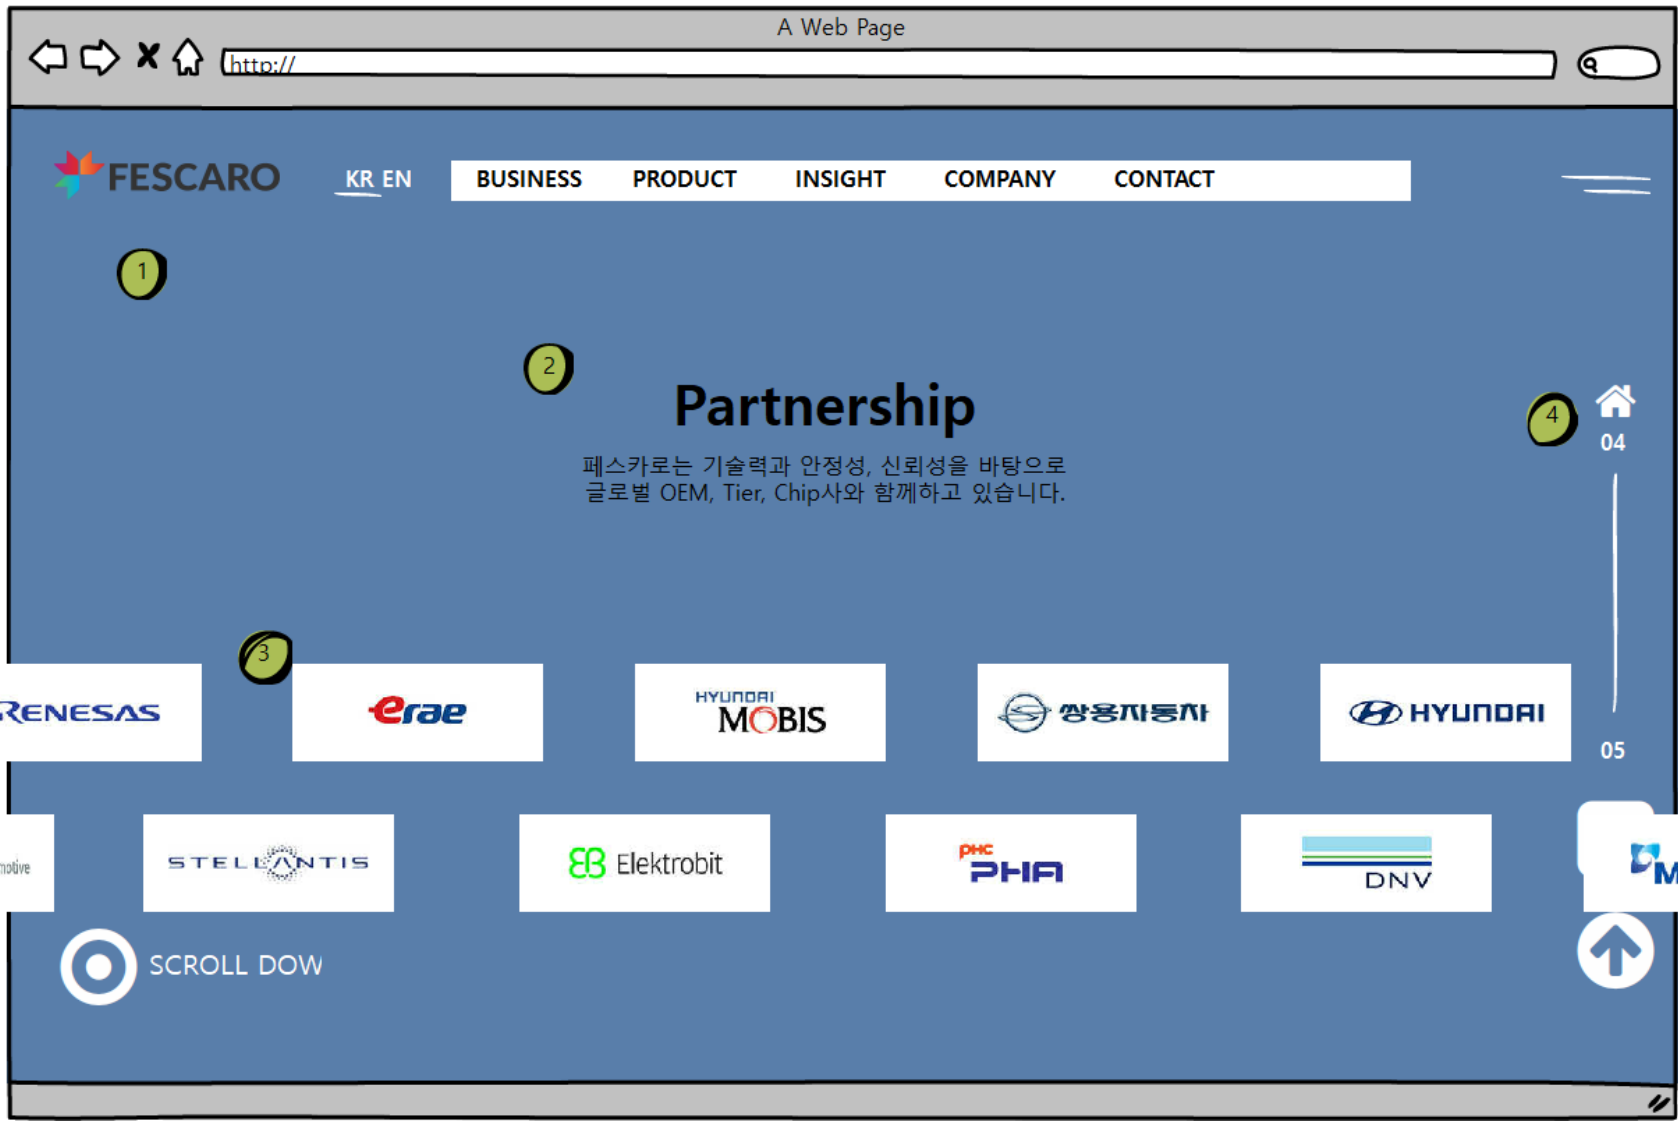 A Web Page
http://
FESCARO
KR EN
BUSINESS PRODUCT INSIGHT COMPANY CONTACT
1
2
Partnership
4
04
페스카로는 기술력과 안정성, 신뢰성을 바탕으로
글로벌 OEM, Tier, Chip사와 함께하고 있습니다.
3
RENESAS
erae
HYUNDAI
MOBIS
쌍용자동차
HYUNDAI
05
motive
STELLANTIS
EB Elektrobit
PHC
PHA
DNV
M
SCROLL DOW